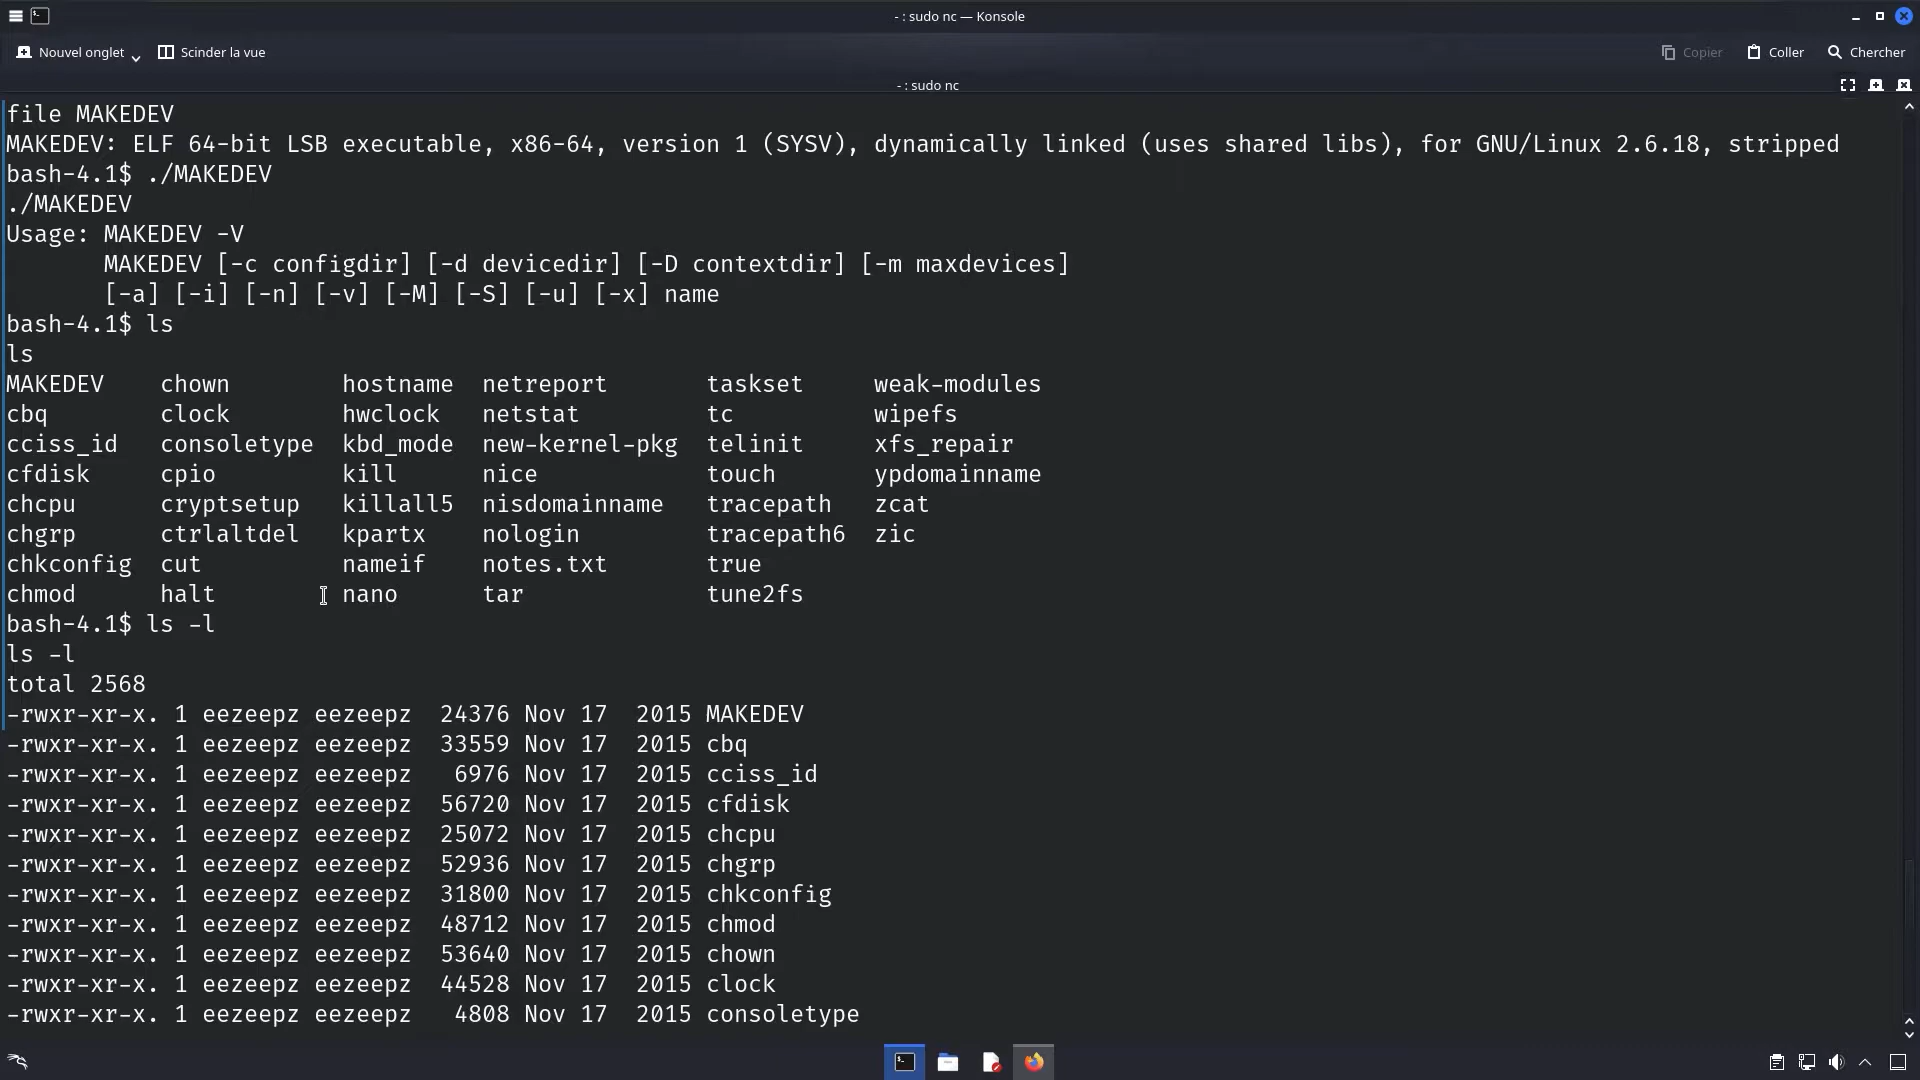 - : sudo nc — Konsole
Nouvel onglet Scinder la vue Copier Coller Chercher
- : sudo nc
file MAKEDEV
MAKEDEV: ELF 64-bit LSB executable, x86-64, version 1 (SYSV), dynamically linked (uses shared libs), for GNU/Linux 2.6.18, stripped
bash-4.1$ ./MAKEDEV
./MAKEDEV
Usage: MAKEDEV -V
MAKEDEV [-c configdir] [-d devicedir] [-D contextdir] [-m maxdevices]
[-a] [-i] [-n] [-v] [-M] [-S] [-u] [-x] name
bash-4.1$ ls
ls
MAKEDEV chown hostname netreport taskset weak-modules
cbq clock hwclock netstat tc wipefs
cciss_id consoletype kbd_mode new-kernel-pkg telinit xfs_repair
cfdisk cpio kill nice touch ypdomainname
chcpu cryptsetup killall5 nisdomainname tracepath zcat
chgrp ctrlaltdel kpartx nologin tracepath6 zic
chkconfig cut nameif notes.txt true
chmod halt nano tar tune2fs
bash-4.1$ ls -l
ls -l
total 2568
-rwxr-xr-x. 1 eezeepz eezeepz 24376 Nov 17 2015 MAKEDEV
-rwxr-xr-x. 1 eezeepz eezeepz 33559 Nov 17 2015 cbq
-rwxr-xr-x. 1 eezeepz eezeepz 6976 Nov 17 2015 cciss_id
-rwxr-xr-x. 1 eezeepz eezeepz 56720 Nov 17 2015 cfdisk
-rwxr-xr-x. 1 eezeepz eezeepz 25072 Nov 17 2015 chcpu
-rwxr-xr-x. 1 eezeepz eezeepz 52936 Nov 17 2015 chgrp
-rwxr-xr-x. 1 eezeepz eezeepz 31800 Nov 17 2015 chkconfig
-rwxr-xr-x. 1 eezeepz eezeepz 48712 Nov 17 2015 chmod
-rwxr-xr-x. 1 eezeepz eezeepz 53640 Nov 17 2015 chown
-rwxr-xr-x. 1 eezeepz eezeepz 44528 Nov 17 2015 clock
-rwxr-xr-x. 1 eezeepz eezeepz 4808 Nov 17 2015 consoletype